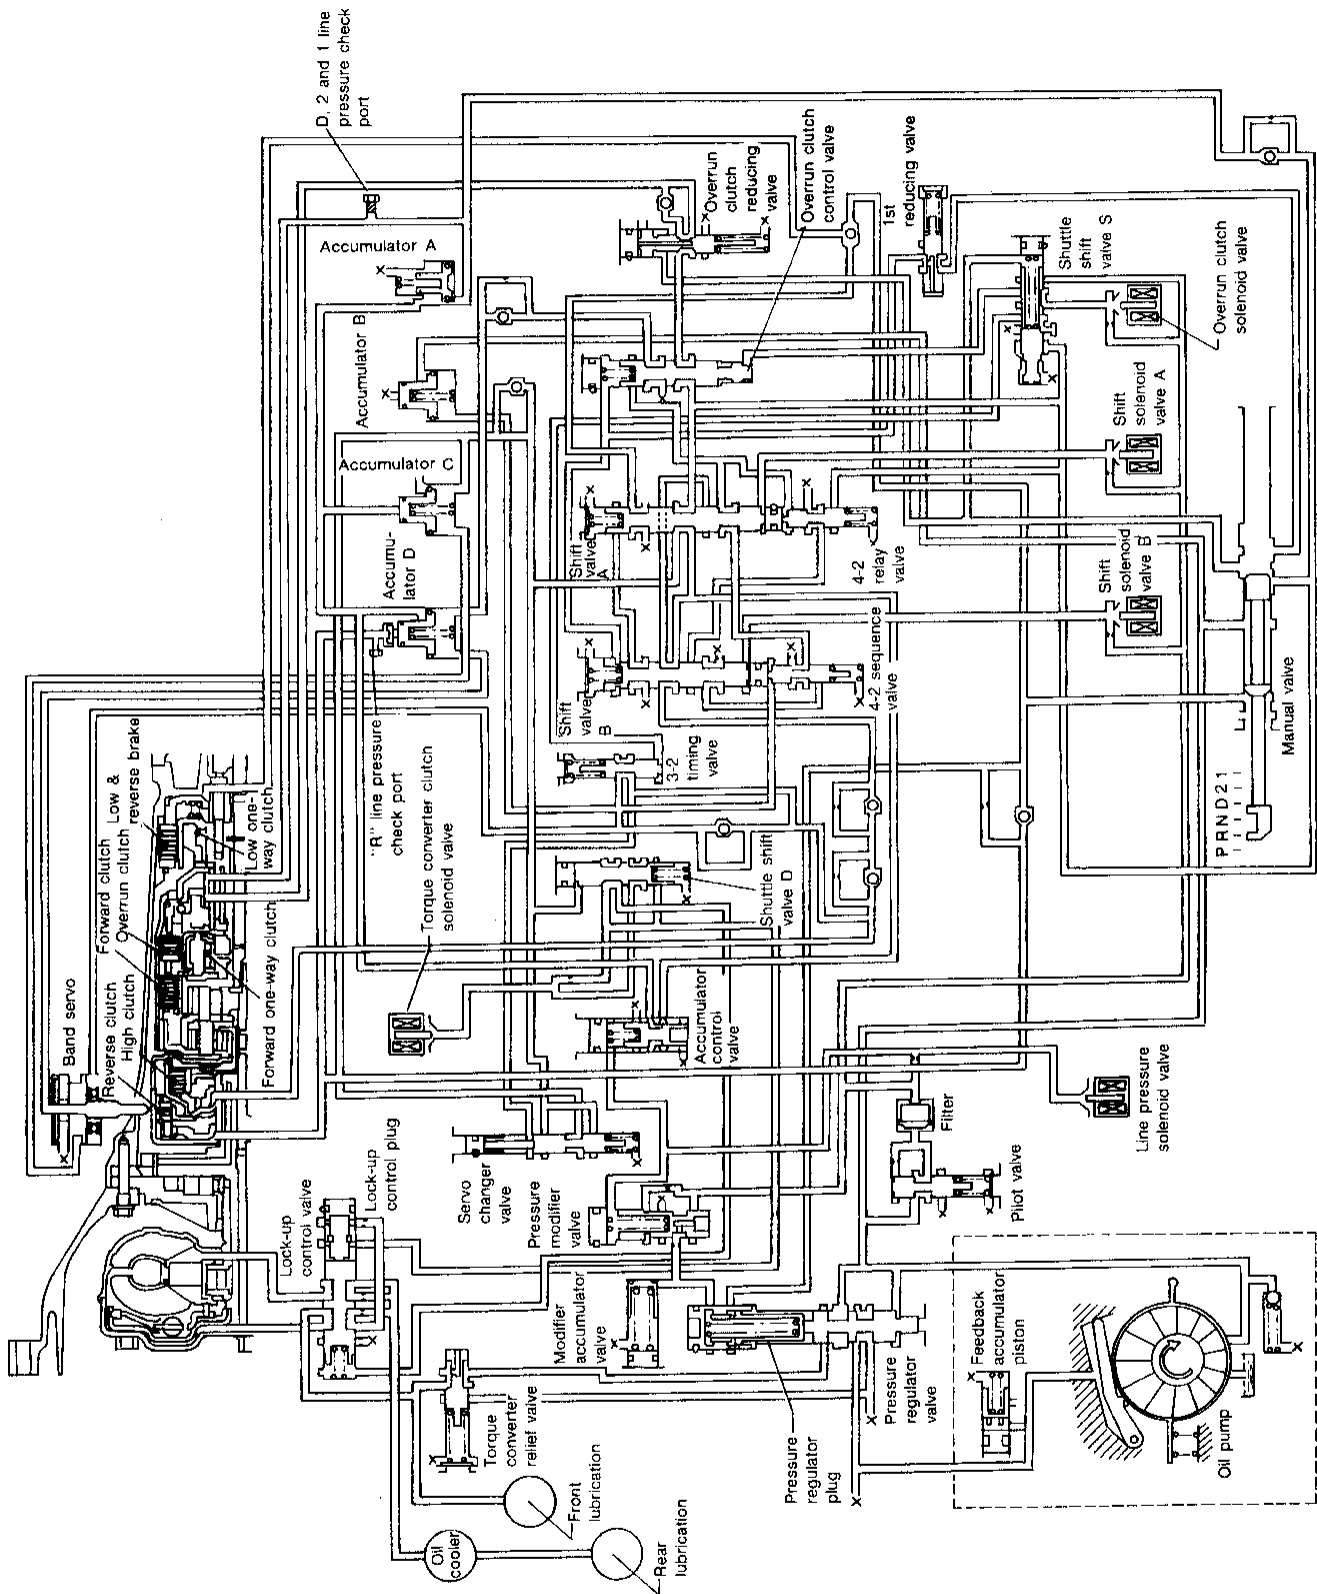 D, 2 and 1 line
pressure check
port
Accumulator A
Accumulator B
Accumulator C
Accumu-
lator D
Overrun
clutch
reducing
valve
Overrun clutch
control valve
1st
reducing valve
Shuttle
shift
valve S
Overrun clutch
solenoid valve
Shift
solenoid
valve A
Shift
solenoid
valve B
Shift
valve
A
4-2
relay
valve
Shift
valve
B
4-2 sequence
valve
3-2
timing
valve
Manual valve
P R N D 2 1
Band servo
Reverse clutch
High clutch
Forward clutch
Overrun clutch
Low &
reverse brake
Low one-
way clutch
Forward one-way clutch
"R" line pressure
check port
Torque converter clutch
solenoid valve
Shuttle shift
valve D
Accumulator
control
valve
Servo
changer
valve
Pressure
modifier
valve
Modifier
accumulator
valve
Lock-up
control valve
Lock-up
control plug
Torque
converter
relief valve
Front
lubrication
Oil
cooler
Rear
lubrication
Pressure
regulator
plug
Pressure
regulator
valve
Filter
Pilot valve
Line pressure
solenoid valve
Feedback
accumulator
piston
Oil pump